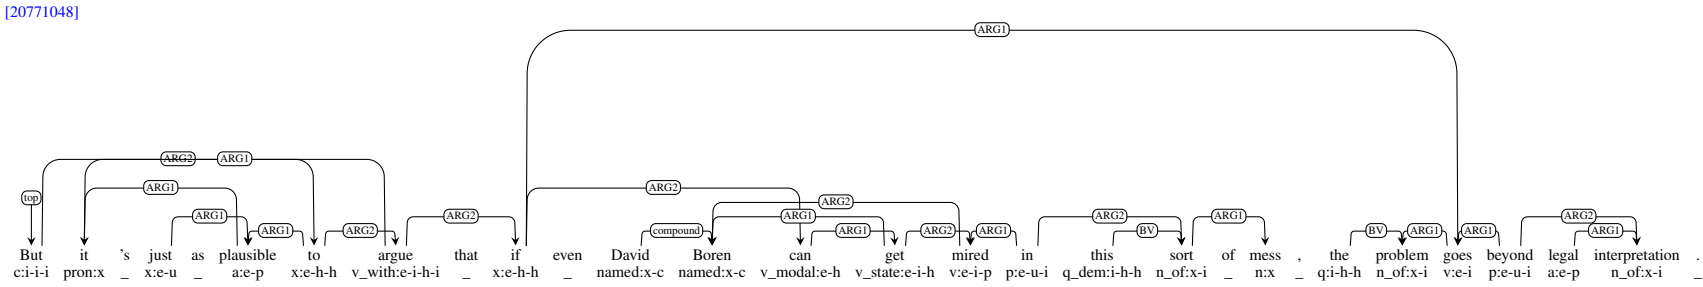 [20771048]
ARG1
ARG2 ARG1
top ARG1 ARG2
ARG2
ARG1 ARG2 ARG1 ARG2 ARG1 ARG2
ARG1 ARG2 compound ARG1 ARG2 ARG1 BV BV ARG1 ARG1 ARG1
But it 's just as plausible to argue that if even David Boren can get mired in this sort of mess , the problem goes beyond legal interpretation .
c:i-i-i pron:x _ x:e-u _ a:e-p x:e-h-h v_with:e-i-h-i _ x:e-h-h _ named:x-c named:x-c v_modal:e-h v_state:e-i-h v:e-i-p p:e-u-i q_dem:i-h-h n_of:x-i _ n:x _ q:i-h-h n_of:x-i v:e-i p:e-u-i a:e-p n_of:x-i _